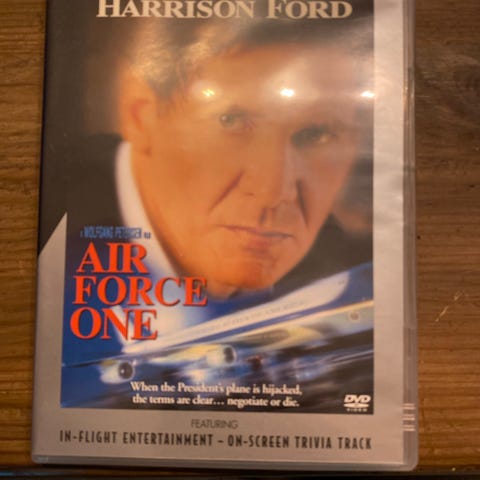 HARRISON FORD
A WOLFGANG PETERSEN FILM
AIR
FORCE
ONE
When the President's plane is hijacked,
the terms are clear... negotiate or die.
DVD
VIDEO
FEATURING
IN-FLIGHT ENTERTAINMENT – ON-SCREEN TRIVIA TRACK